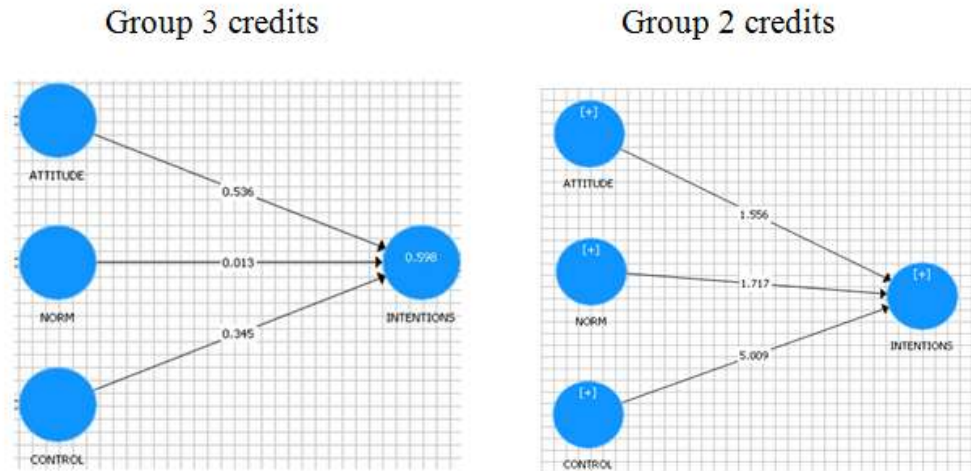 Group 3 credits
ATTITUDE
0.536
NORM
0.013
0.598
INTENTIONS
0.345
CONTROL
Group 2 credits
[+]
ATTITUDE
1.556
[+]
NORM
1.717
[+]
INTENTIONS
5.009
[+]
CONTROL